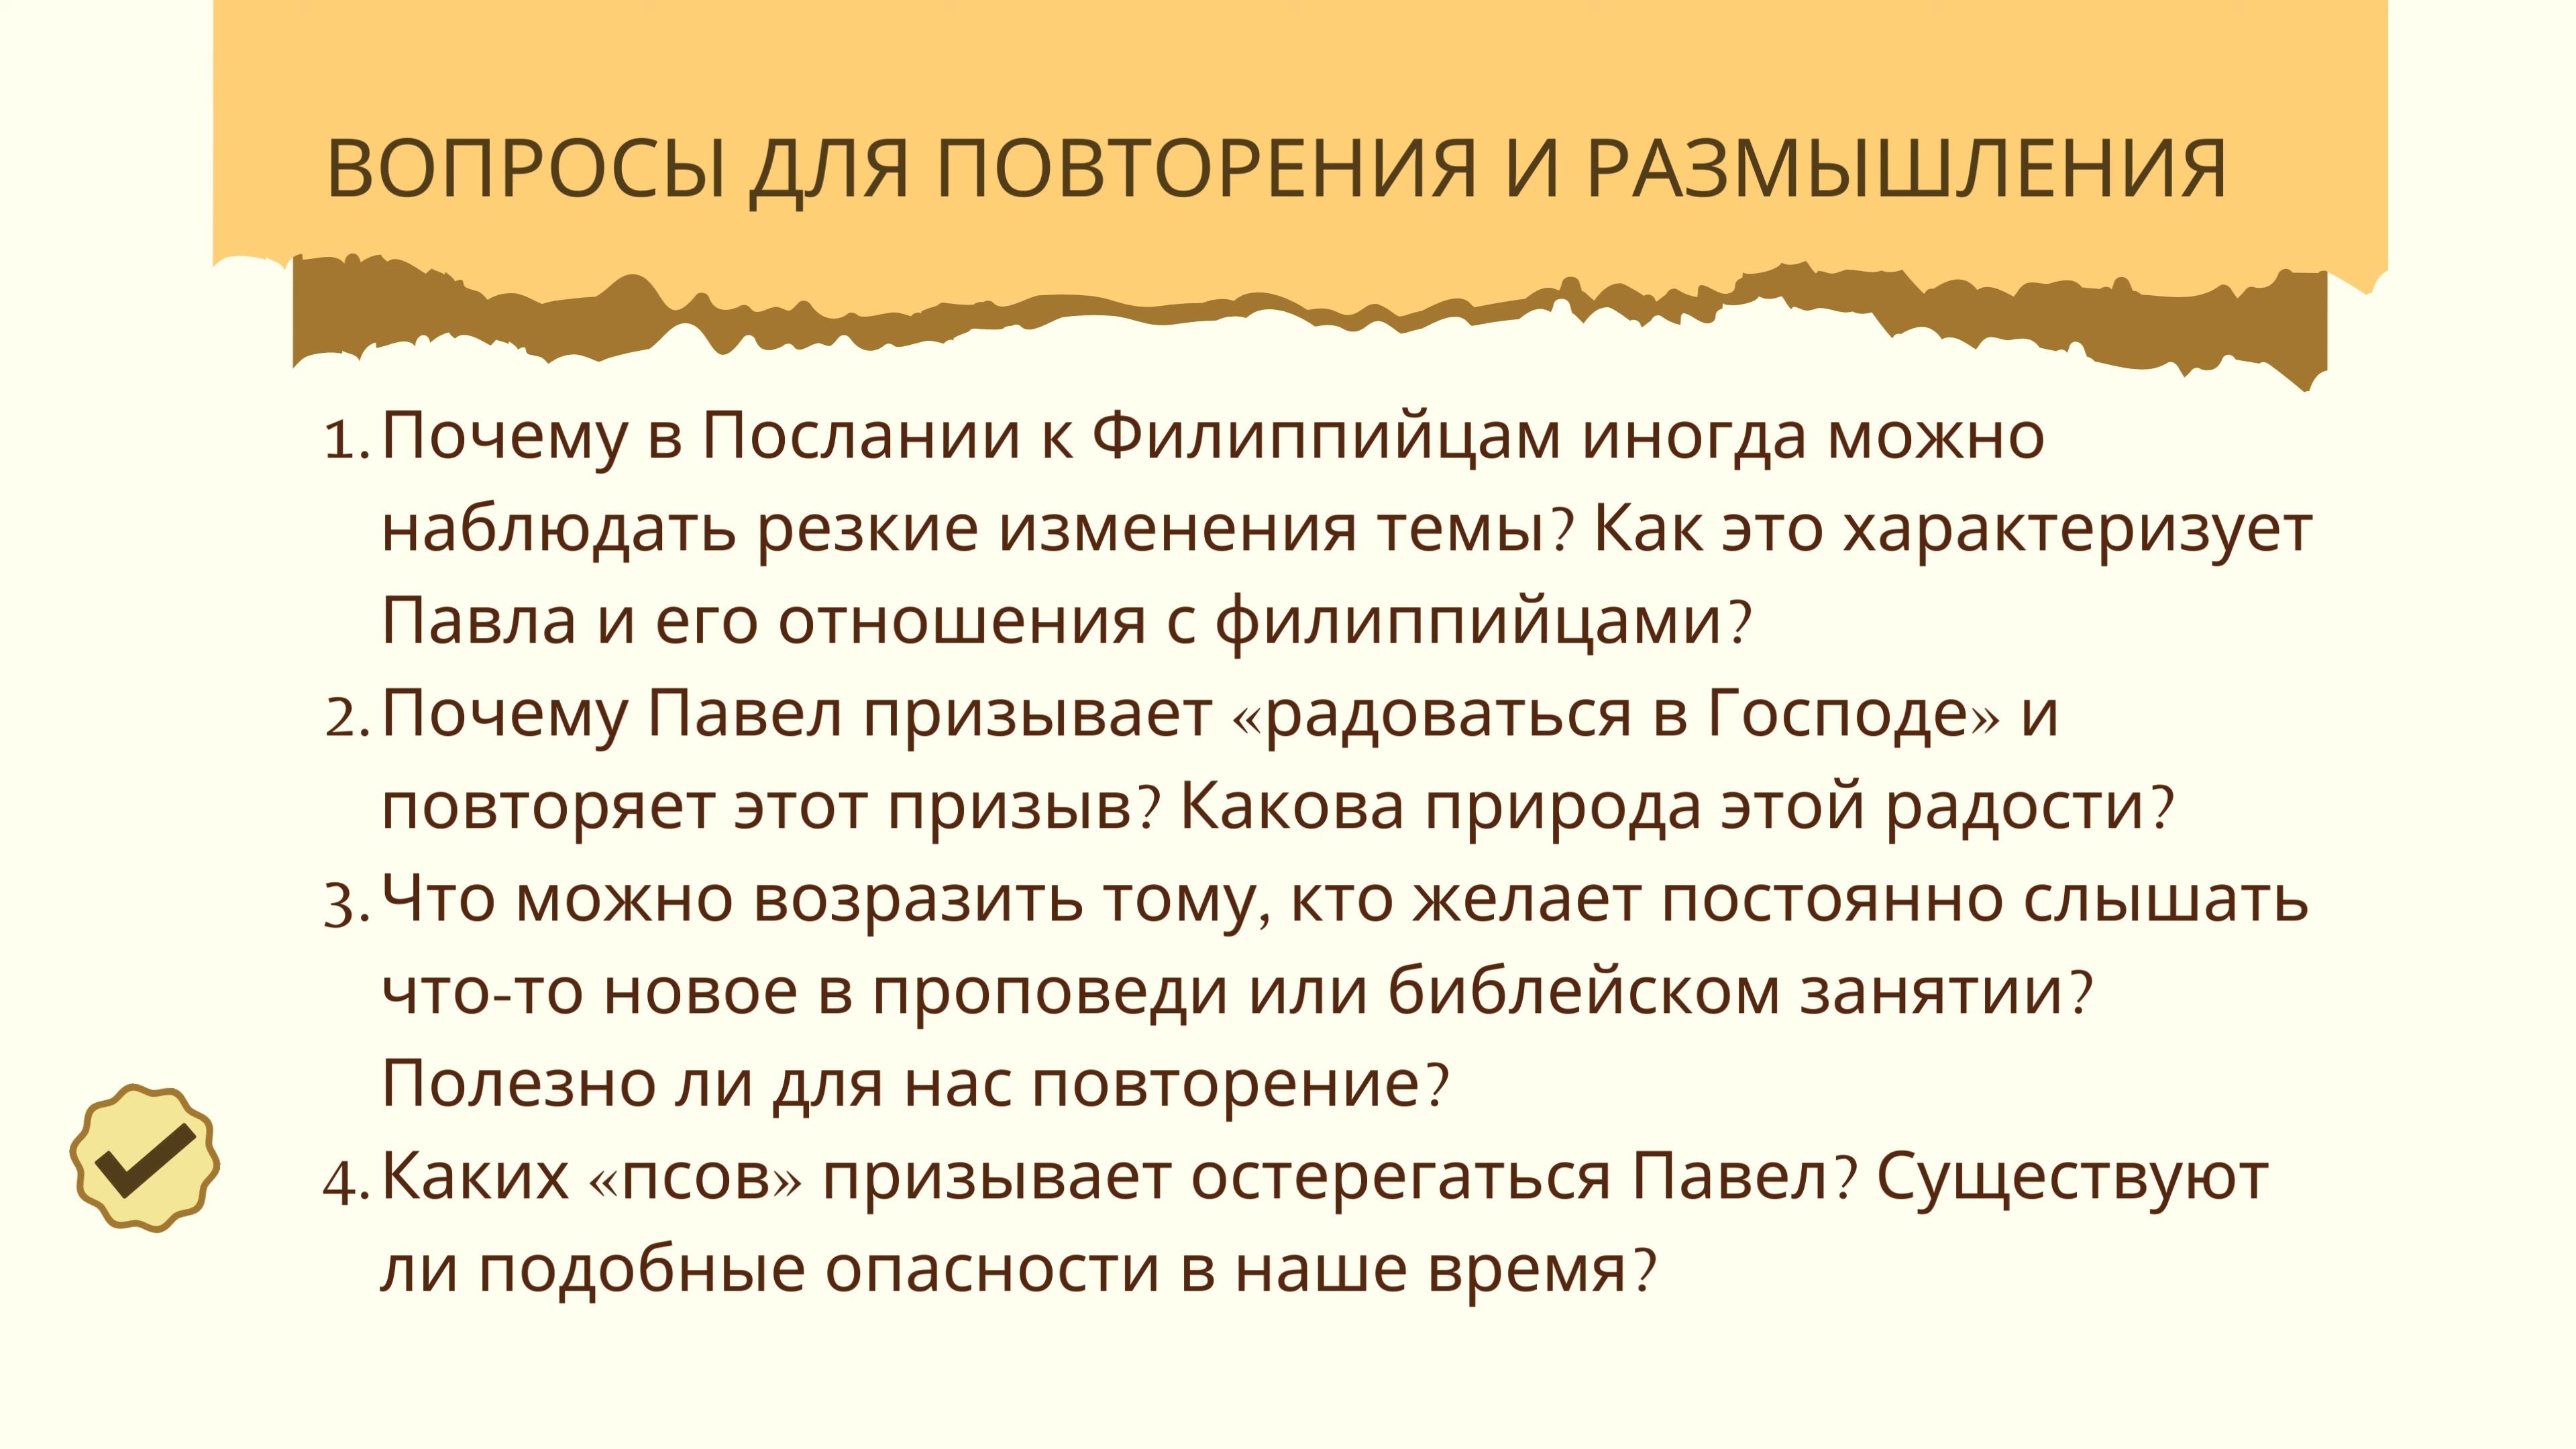 ВОПРОСЫ ДЛЯ ПОВТОРЕНИЯ И РАЗМЫШЛЕНИЯ
1. Почему в Послании к Филиппийцам иногда можно
наблюдать резкие изменения темы? Как это характеризует
Павла и его отношения с филиппийцами?
2. Почему Павел призывает «радоваться в Господе» и
повторяет этот призыв? Какова природа этой радости?
3. Что можно возразить тому, кто желает постоянно слышать
что-то новое в проповеди или библейском занятии?
Полезно ли для нас повторение?
4. Каких «псов» призывает остерегаться Павел? Существуют
ли подобные опасности в наше время?